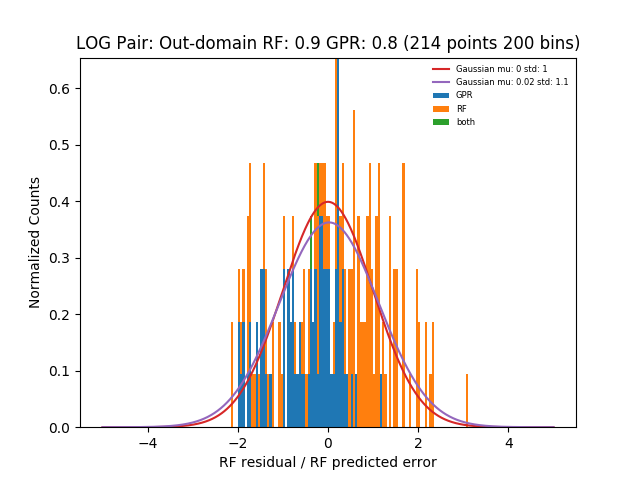 LOG Pair: Out-domain RF: 0.9 GPR: 0.8 (214 points 200 bins)
Gaussian mu: 0 std: 1
Gaussian mu: 0.02 std: 1.1
GPR
RF
both
Normalized Counts
0.6
0.5
0.4
0.3
0.2
0.1
0.0
−4 −2 0 2 4
RF residual / RF predicted error